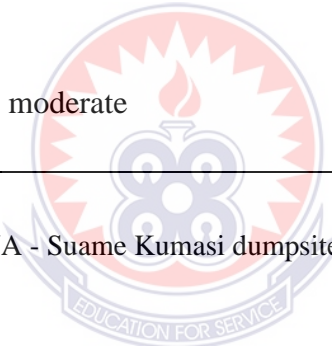 moderate
A - Suame Kumasi dumpsite
EDUCATION FOR SERVICE